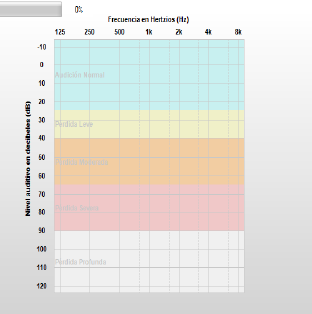 0%
Frecuencia en Hertzios (Hz)
125 250 500 1k 2k 4k 8k
-10
0
Audición Normal
10
20
30
Pérdida Leve
40
50
Pérdida Moderada
60
70
Pérdida Severa
80
90
100
Pérdida Profunda
110
120
Nivel auditivo en decibelios (dB)